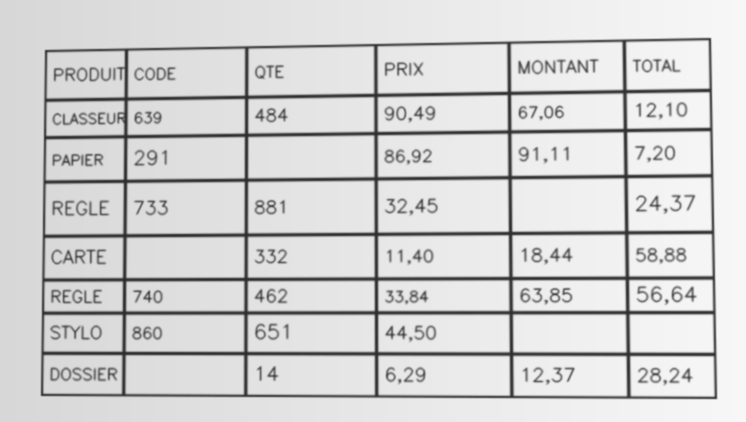 PRODUIT CODE QTE PRIX MONTANT TOTAL
CLASSEUR 639 484 90,49 67,06 12,10
PAPIER 291 86,92 91,11 7,20
REGLE 733 881 32,45 24,37
CARTE 332 11,40 18,44 58,88
REGLE 740 462 33,84 63,85 56,64
STYLO 860 651 44,50
DOSSIER 14 6,29 12,37 28,24